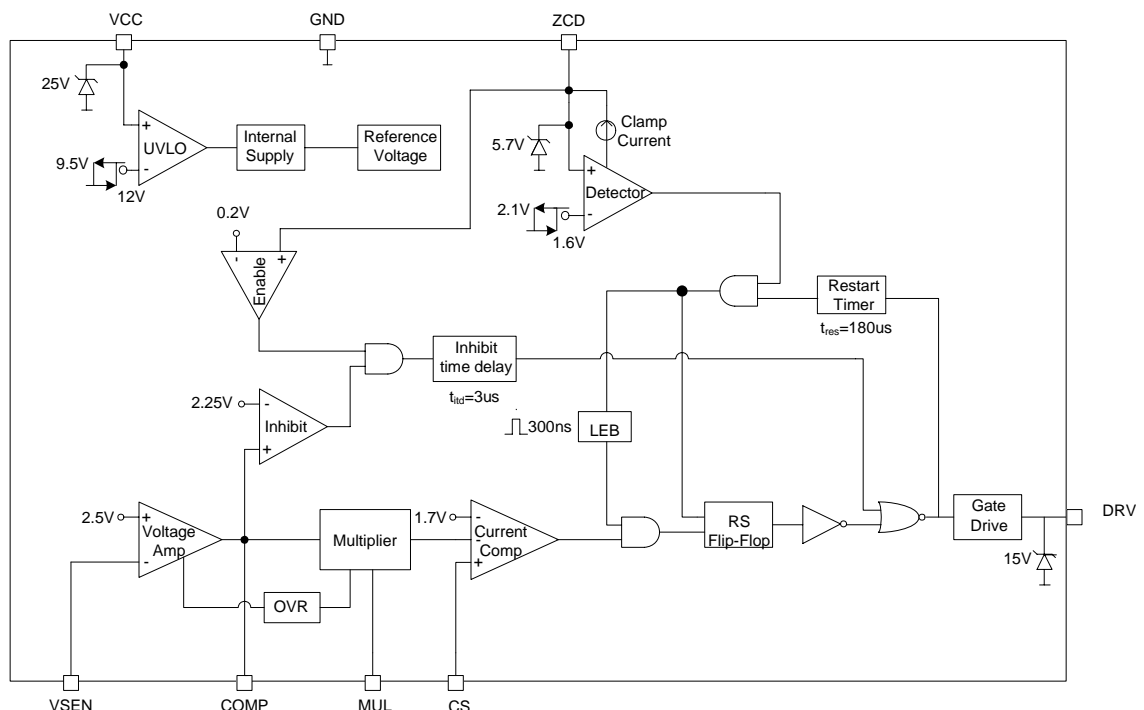 VCC
GND
ZCD
25V
+
UVLO
-
9.5V
12V
Internal
Supply
Reference
Voltage
Clamp
Current
5.7V
+
Detector
-
2.1V
1.6V
0.2V
-
+
Enable
Restart
Timer
tres=180us
Inhibit
time delay
titd=3us
2.25V
-
Inhibit
+
300ns
LEB
2.5V
+
Voltage
Amp
-
Multiplier
1.7V
-
Current
Comp
-
+
RS
Flip-Flop
Gate
Drive
DRV
15V
OVR
VSEN
COMP
MUL
CS